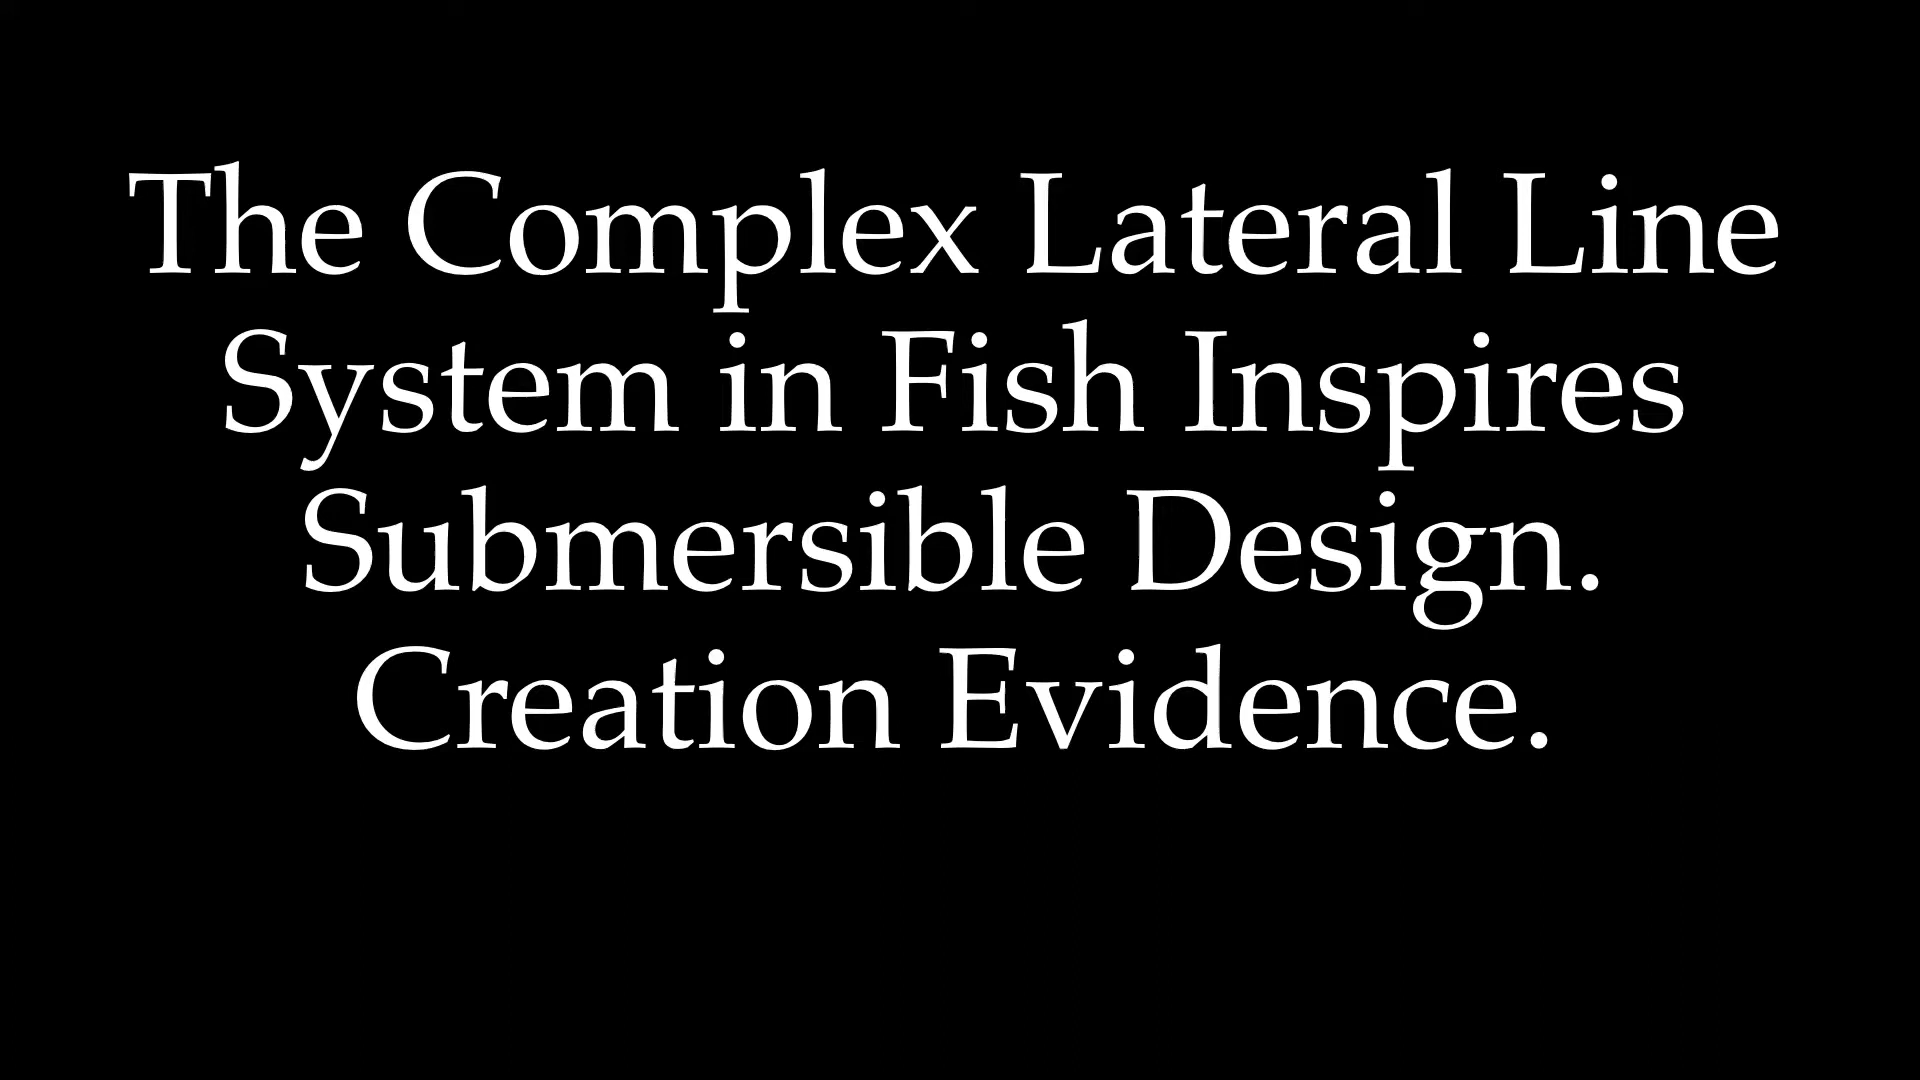 The Complex Lateral Line
System in Fish Inspires
Submersible Design.
Creation Evidence.